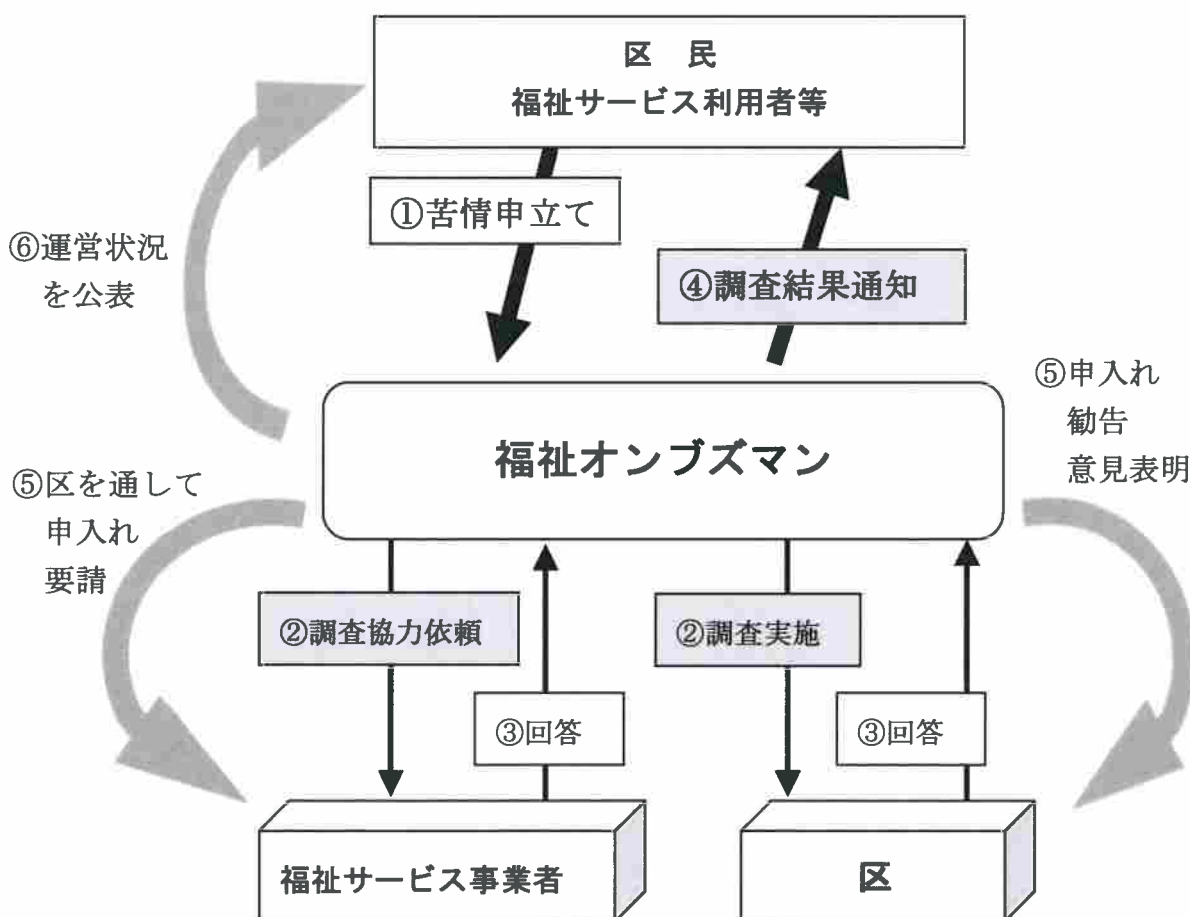 区 民
福祉サービス利用者等
①苦情申立て
④調査結果通知
⑥運営状況
を公表
福祉オンブズマン
⑤申入れ
勧告
意見表明
⑤区を通して
申入れ
要請
②調査協力依頼
②調査実施
③回答
③回答
福祉サービス事業者
区